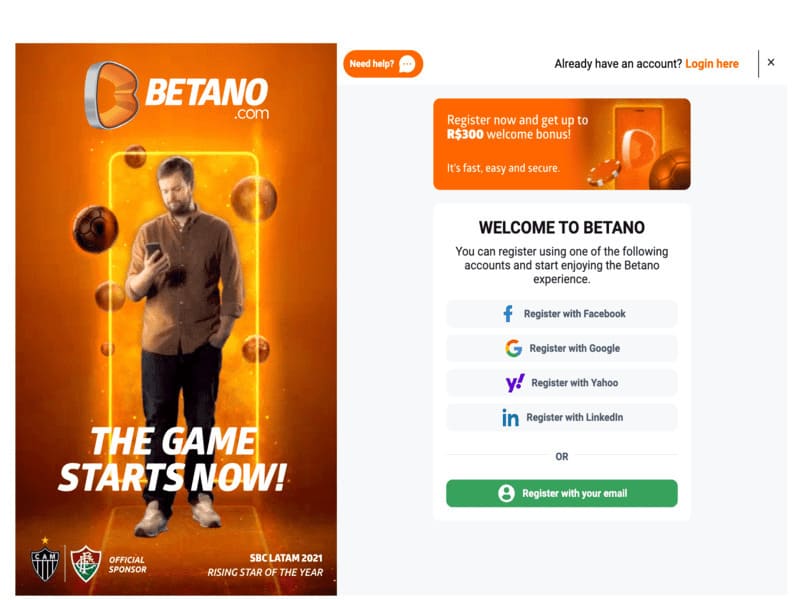 BETANO
.com
THE GAME
STARTS NOW!
CAM
OFFICIAL
SPONSOR
SBC LATAM 2021
RISING STAR OF THE YEAR
Need help?
Already have an account? Login here
Register now and get up to
R$300 welcome bonus!
It's fast, easy and secure.
WELCOME TO BETANO
You can register using one of the following
accounts and start enjoying the Betano
experience.
Register with Facebook
Register with Google
Register with Yahoo
Register with LinkedIn
OR
Register with your email